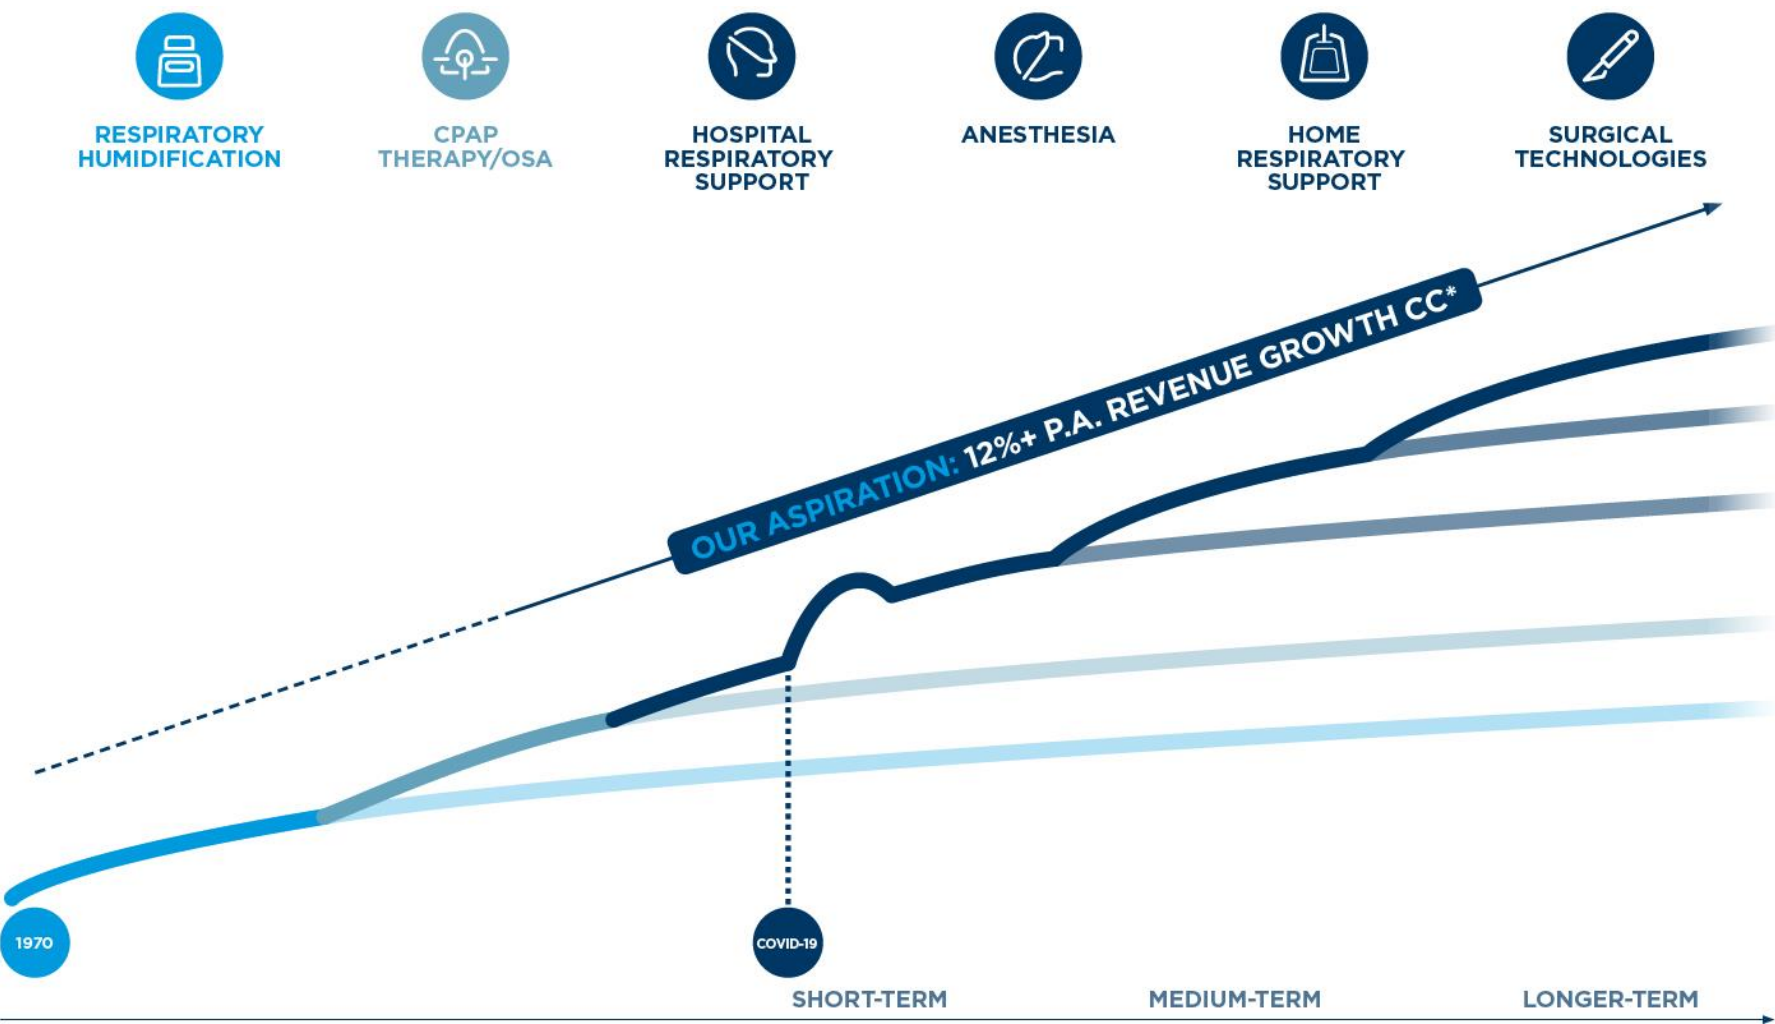 RESPIRATORY
HUMIDIFICATION
CPAP
THERAPY/OSA
HOSPITAL
RESPIRATORY
SUPPORT
ANESTHESIA
HOME
RESPIRATORY
SUPPORT
SURGICAL
TECHNOLOGIES
OUR ASPIRATION: 12%+ P.A. REVENUE GROWTH CC*
1970
COVID-19
SHORT-TERM
MEDIUM-TERM
LONGER-TERM